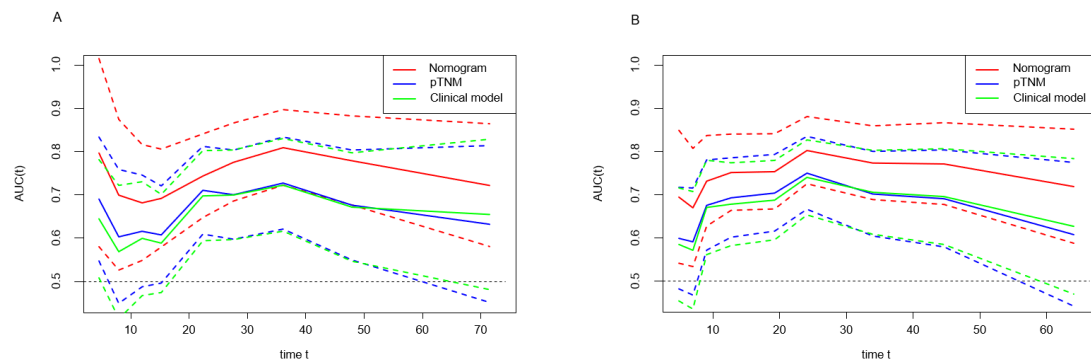 A
AUC(t)
1.0
0.9
0.8
0.7
0.6
0.5
Nomogram
pTNM
Clinical model
10 20 30 40 50 60 70
time t
B
AUC(t)
1.0
0.9
0.8
0.7
0.6
0.5
Nomogram
pTNM
Clinical model
10 20 30 40 50 60
time t